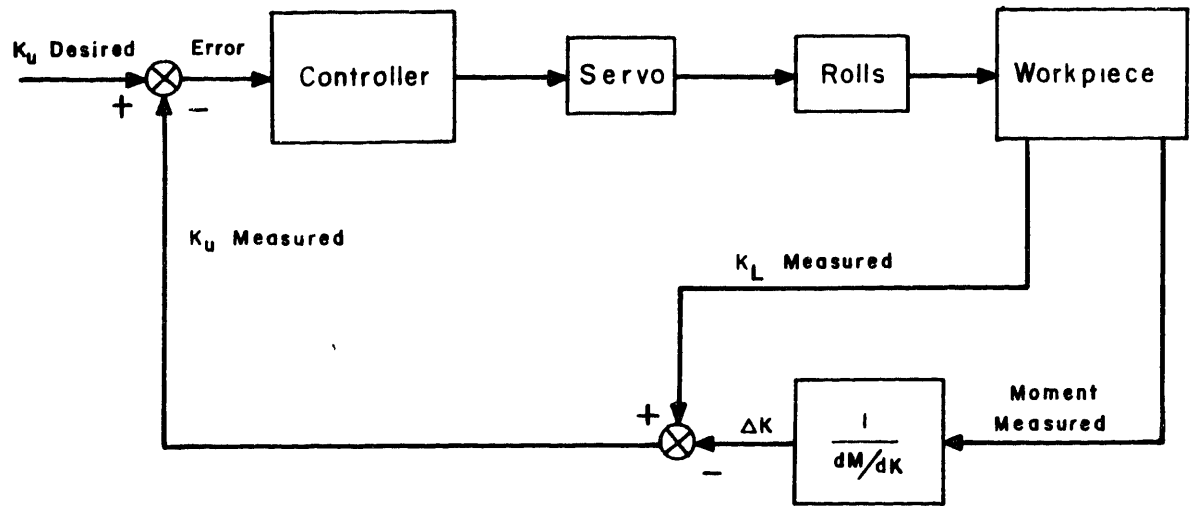 Ku Desired
Error
+
−
Controller
Servo
Rolls
Workpiece
Ku Measured
KL Measured
+
−
ΔK
1
dM/dK
Moment
Measured